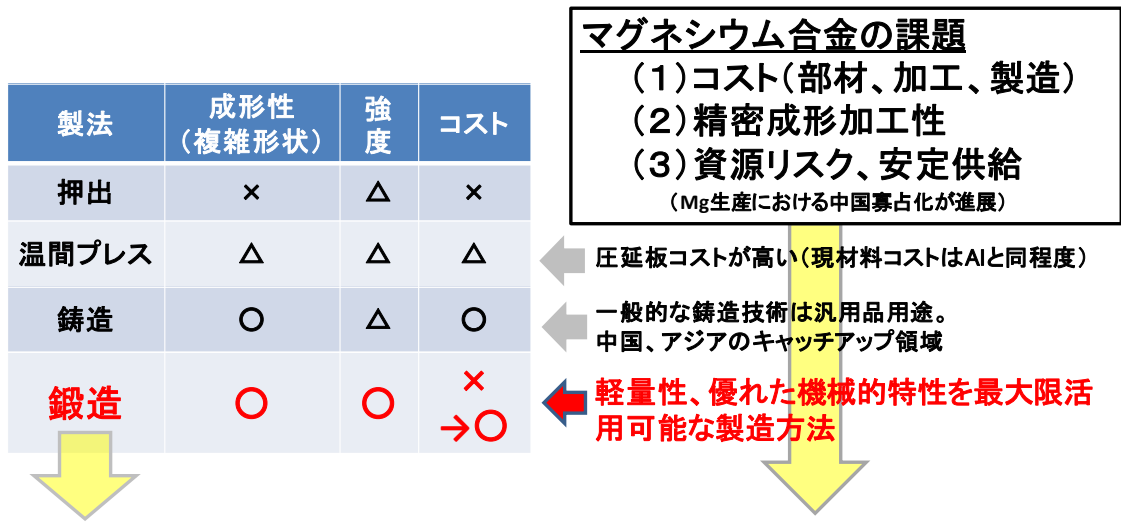 マグネシウム合金の課題
（１）コスト（部材、加工、製造）
（２）精密成形加工性
（３）資源リスク、安定供給
（Mg生産における中国寡占化が進展）
製法 成形性（複雑形状） 強度 コスト
押出 × △ ×
温間プレス △ △ △
圧延板コストが高い（現材料コストはAlと同程度）
鋳造 ○ △ ○
一般的な鋳造技術は汎用品用途。
中国、アジアのキャッチアップ領域
鍛造 ○ ○ ×→○
軽量性、優れた機械的特性を最大限活
用可能な製造方法